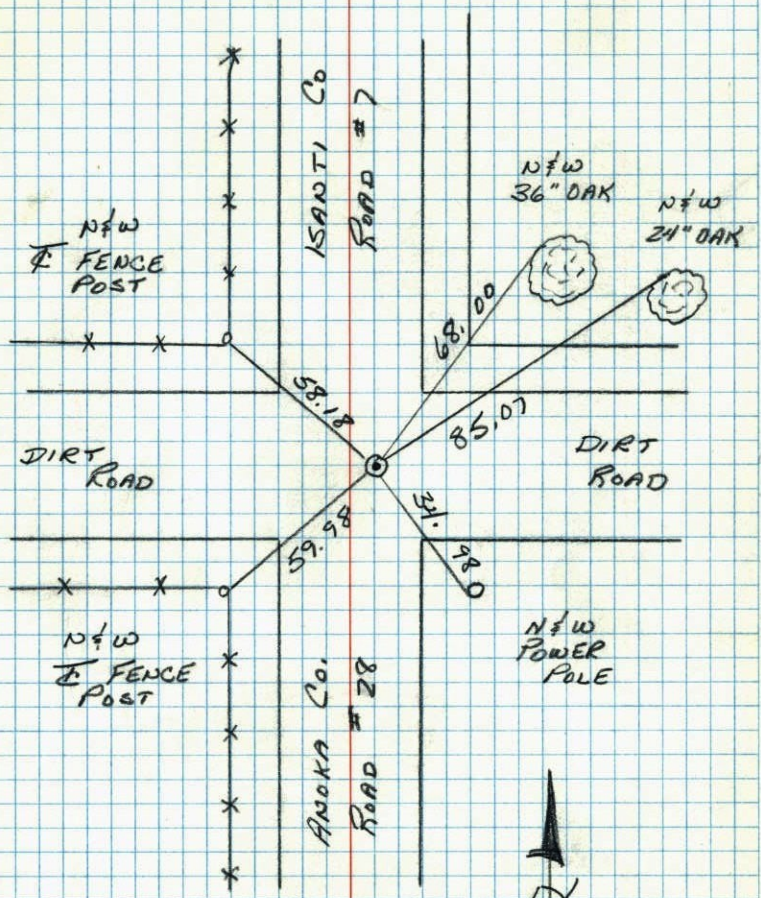 ISANTI CO
ROAD #7
N & W
36" OAK
N & W
24" OAK
N & W
℄ FENCE
POST
68.00
58.18
85.07
DIRT
ROAD
DIRT
ROAD
59.98
34.98
N & W
℄ FENCE
POST
N & W
POWER
POLE
ANOKA CO.
ROAD #28